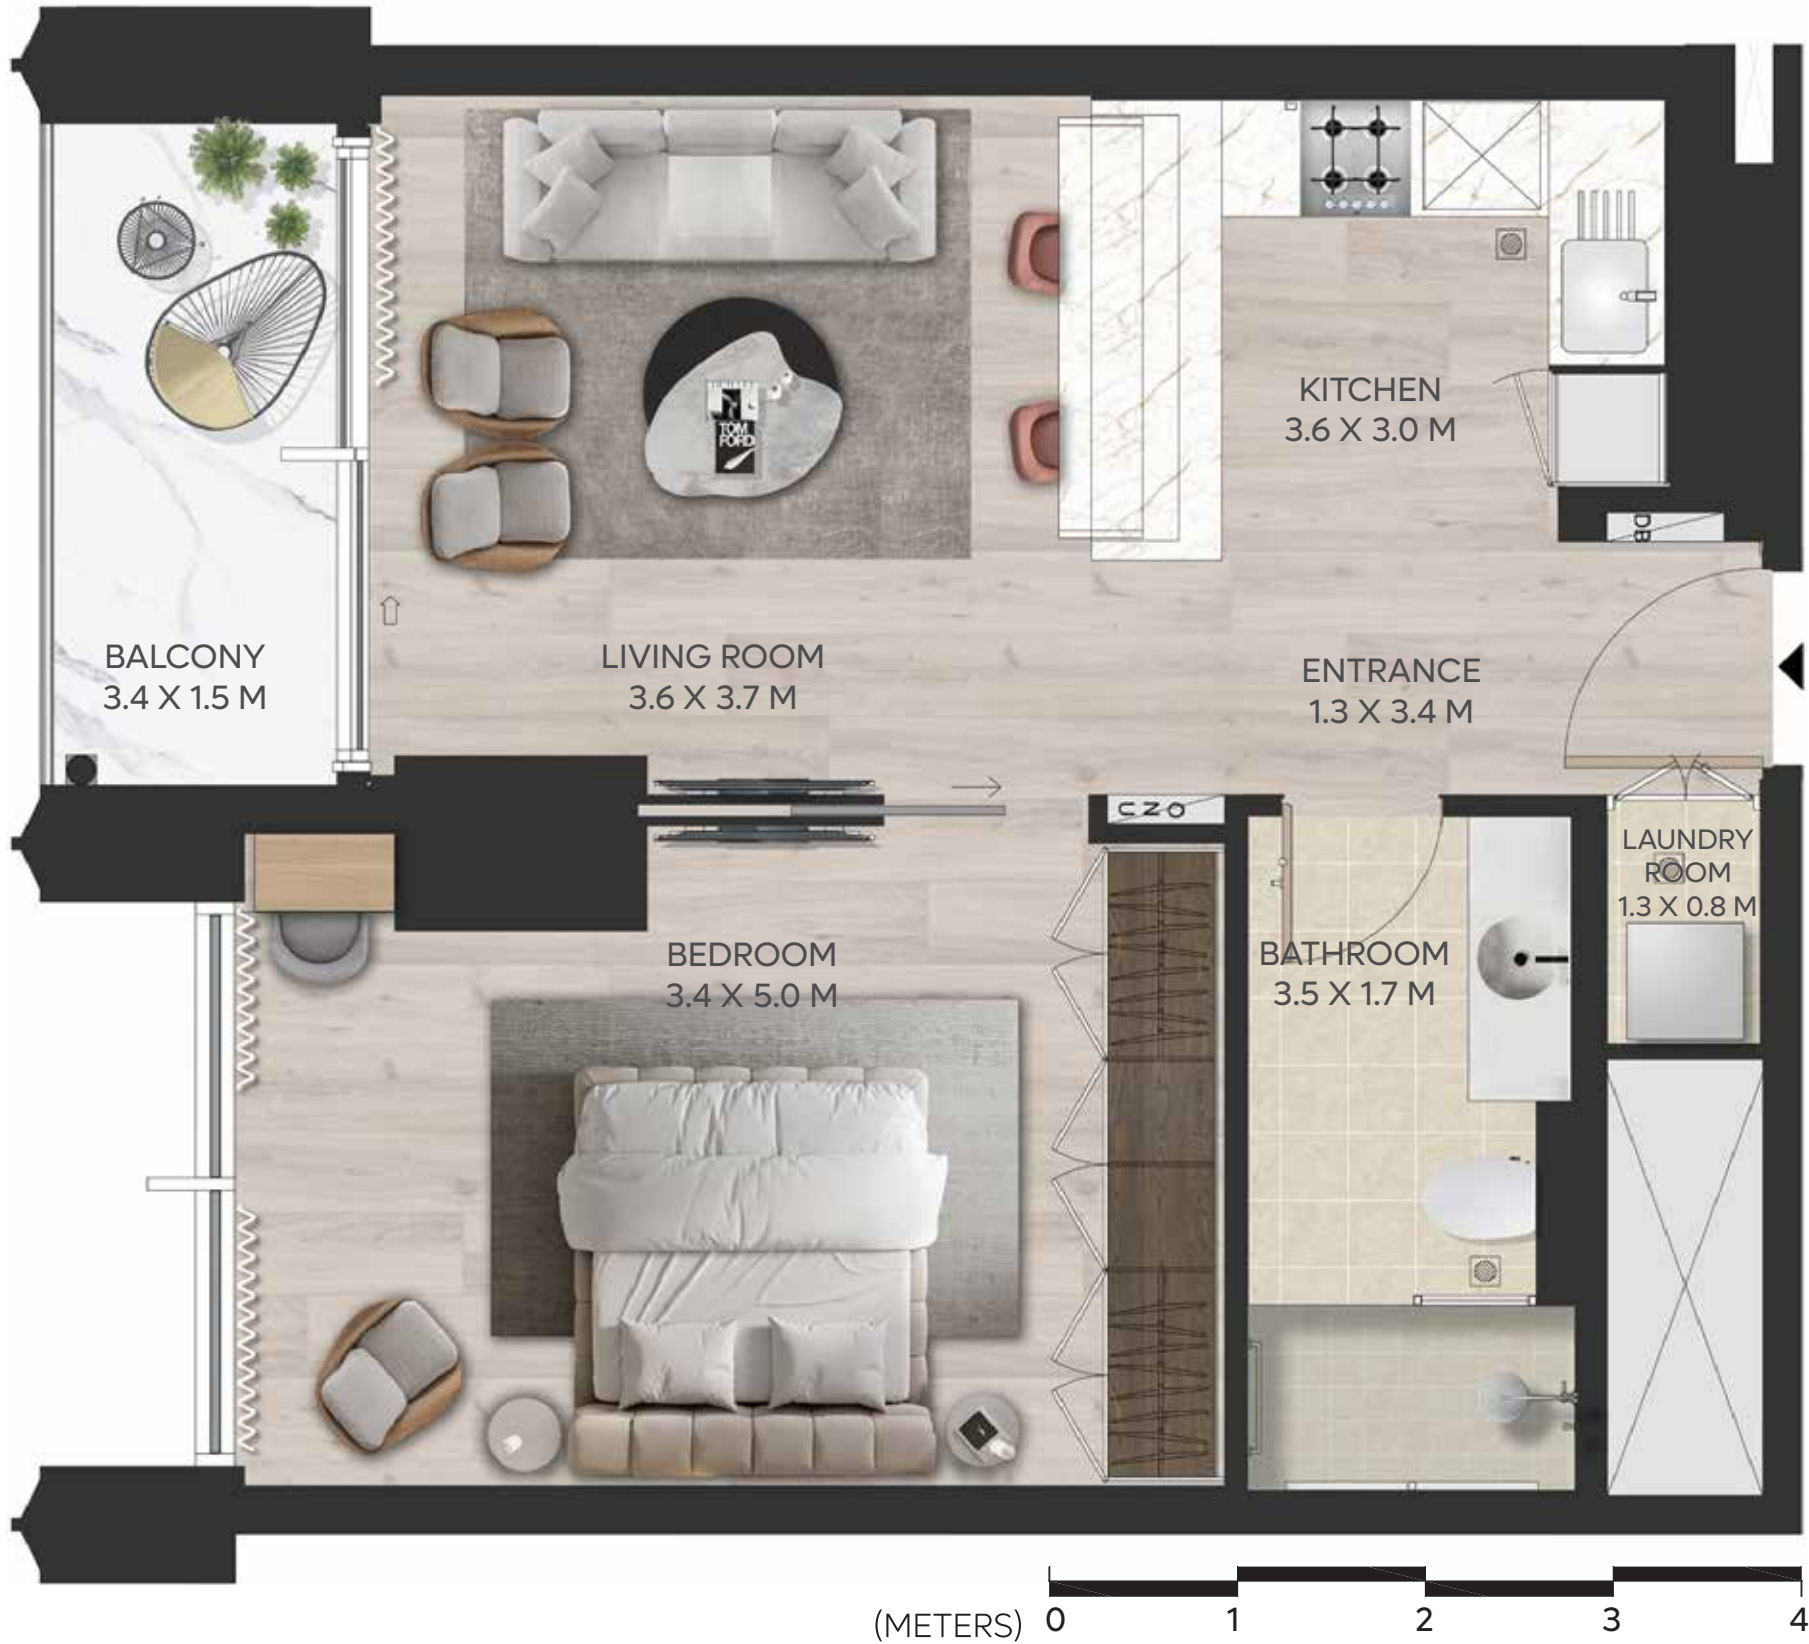 TOM
FORD
KITCHEN
3.6 X 3.0 M
DB
BALCONY
3.4 X 1.5 M
LIVING ROOM
3.6 X 3.7 M
ENTRANCE
1.3 X 3.4 M
LAUNDRY
ROOM
1.3 X 0.8 M
BEDROOM
3.4 X 5.0 M
BATHROOM
3.5 X 1.7 M
(METERS) 0 1 2 3 4